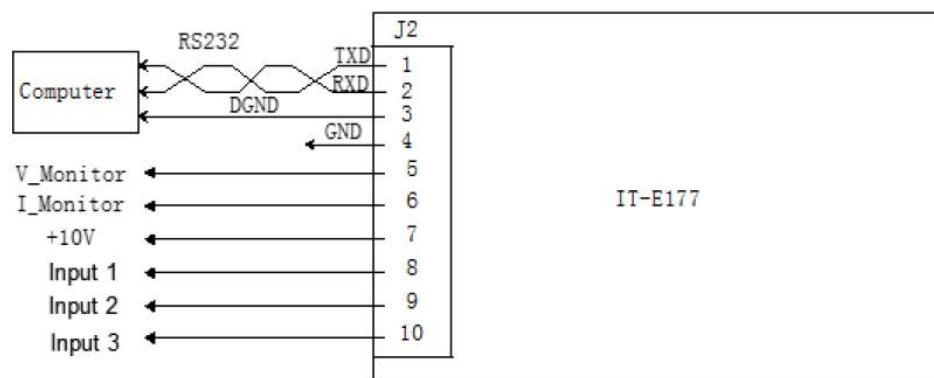 J2
RS232
TXD
1
Computer
RXD
2
DGND
3
GND
4
V_Monitor
5
I_Monitor
6
IT-E177
+10V
7
Input 1
8
Input 2
9
Input 3
10